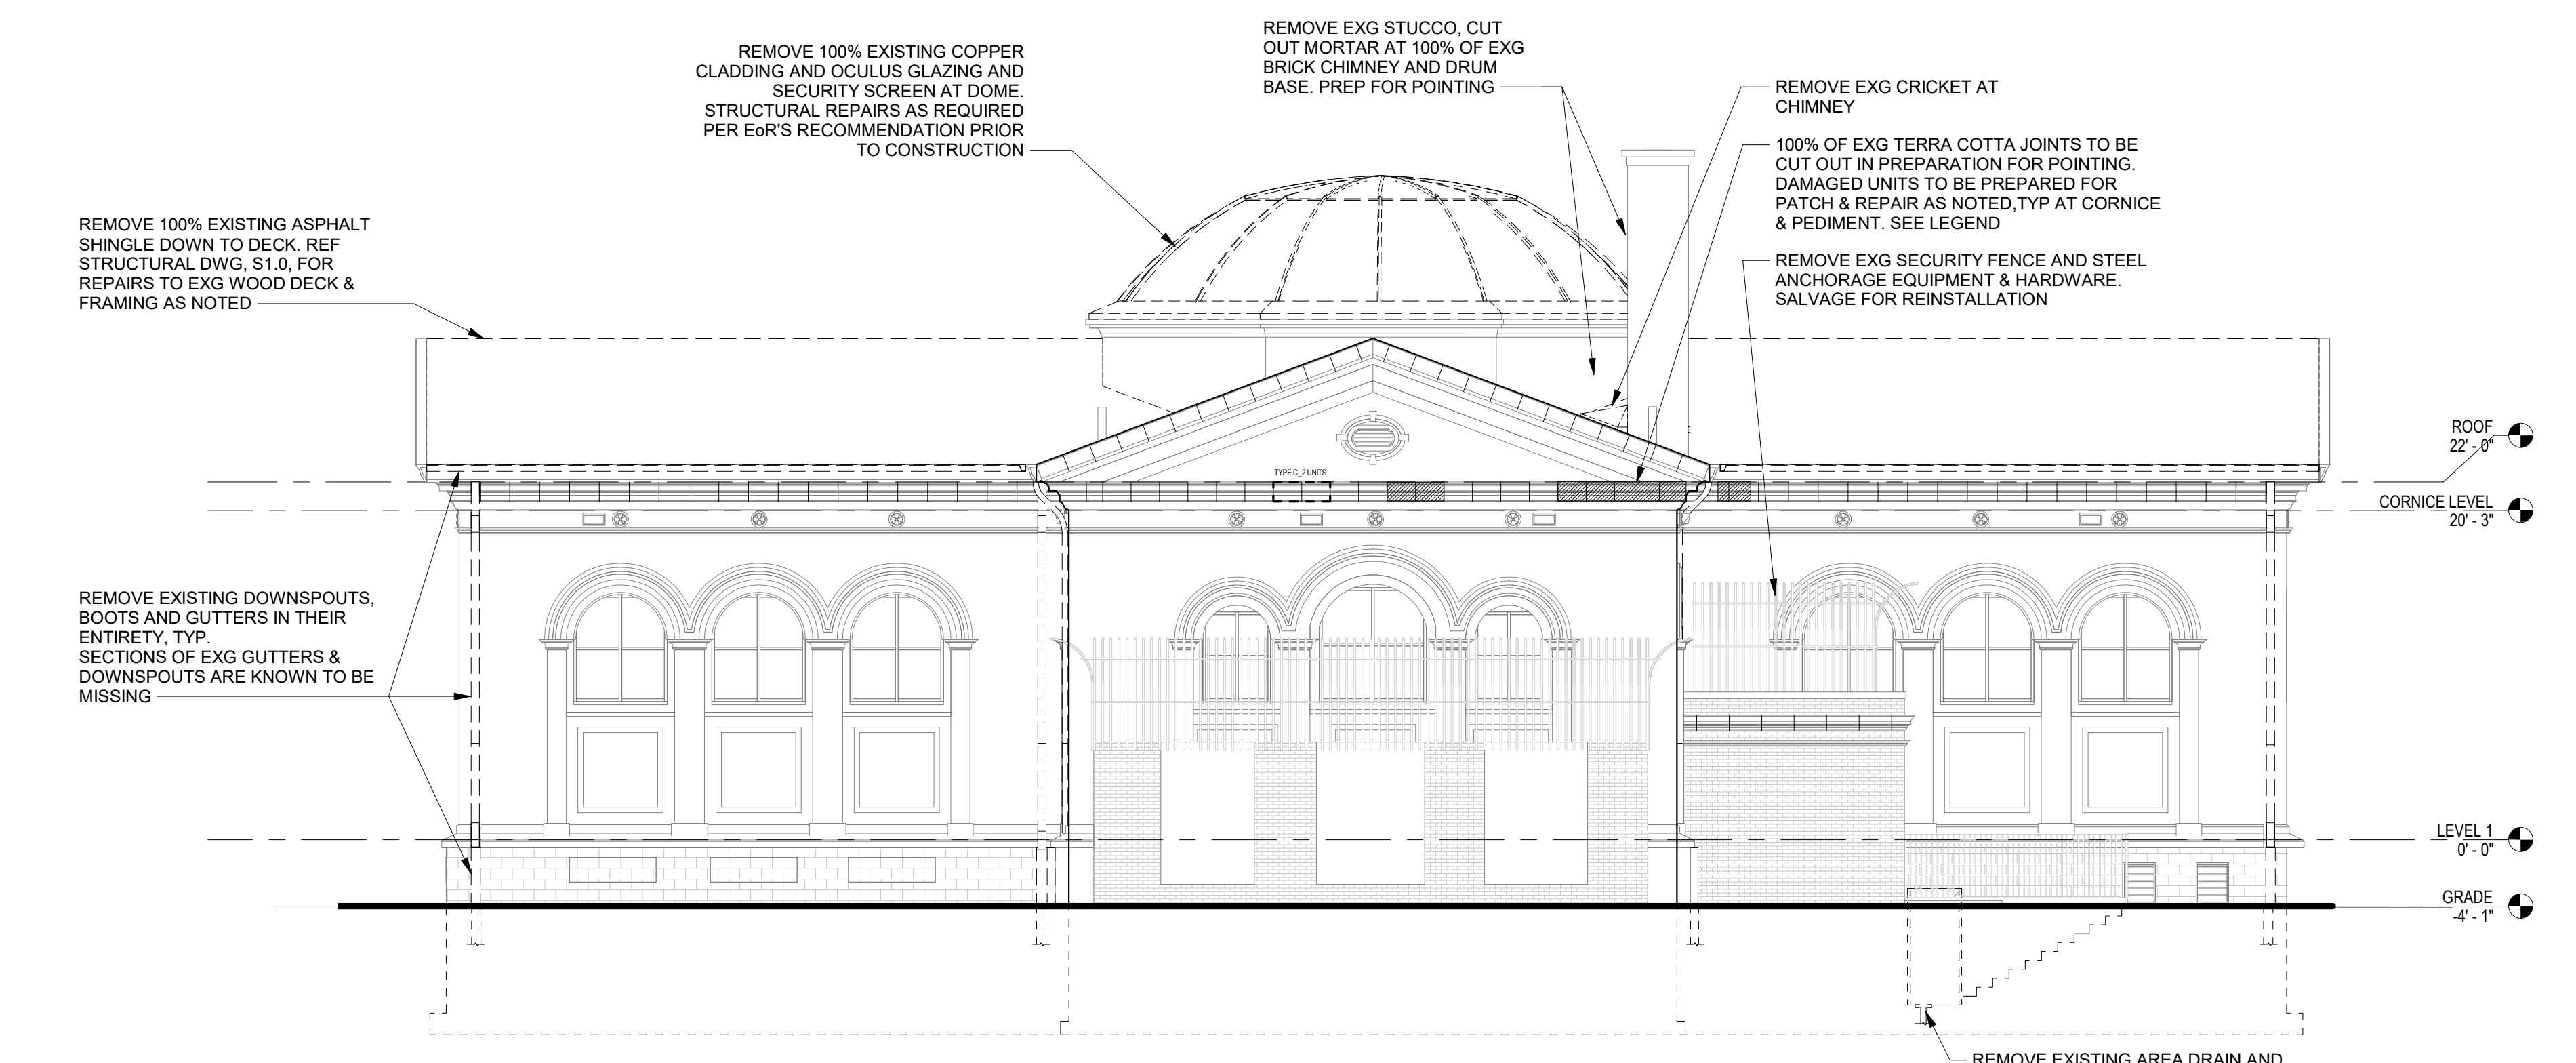 REMOVE 100% EXISTING COPPER
CLADDING AND OCULUS GLAZING AND
SECURITY SCREEN AT DOME.
STRUCTURAL REPAIRS AS REQUIRED
PER EoR'S RECOMMENDATION PRIOR
TO CONSTRUCTION
REMOVE EXG STUCCO, CUT
OUT MORTAR AT 100% OF EXG
BRICK CHIMNEY AND DRUM
BASE. PREP FOR POINTING
REMOVE EXG CRICKET AT
CHIMNEY
100% OF EXG TERRA COTTA JOINTS TO BE
CUT OUT IN PREPARATION FOR POINTING.
DAMAGED UNITS TO BE PREPARED FOR
PATCH & REPAIR AS NOTED,TYP AT CORNICE
& PEDIMENT. SEE LEGEND
REMOVE EXG SECURITY FENCE AND STEEL
ANCHORAGE EQUIPMENT & HARDWARE.
SALVAGE FOR REINSTALLATION
REMOVE 100% EXISTING ASPHALT
SHINGLE DOWN TO DECK. REF
STRUCTURAL DWG, S1.0, FOR
REPAIRS TO EXG WOOD DECK &
FRAMING AS NOTED
TYPE C_2 UNITS
ROOF
22' - 0"
CORNICE LEVEL
20' - 3"
REMOVE EXISTING DOWNSPOUTS,
BOOTS AND GUTTERS IN THEIR
ENTIRETY, TYP.
SECTIONS OF EXG GUTTERS &
DOWNSPOUTS ARE KNOWN TO BE
MISSING
LEVEL 1
0' - 0"
GRADE
-4' - 1"
REMOVE EXISTING AREA DRAIN AND